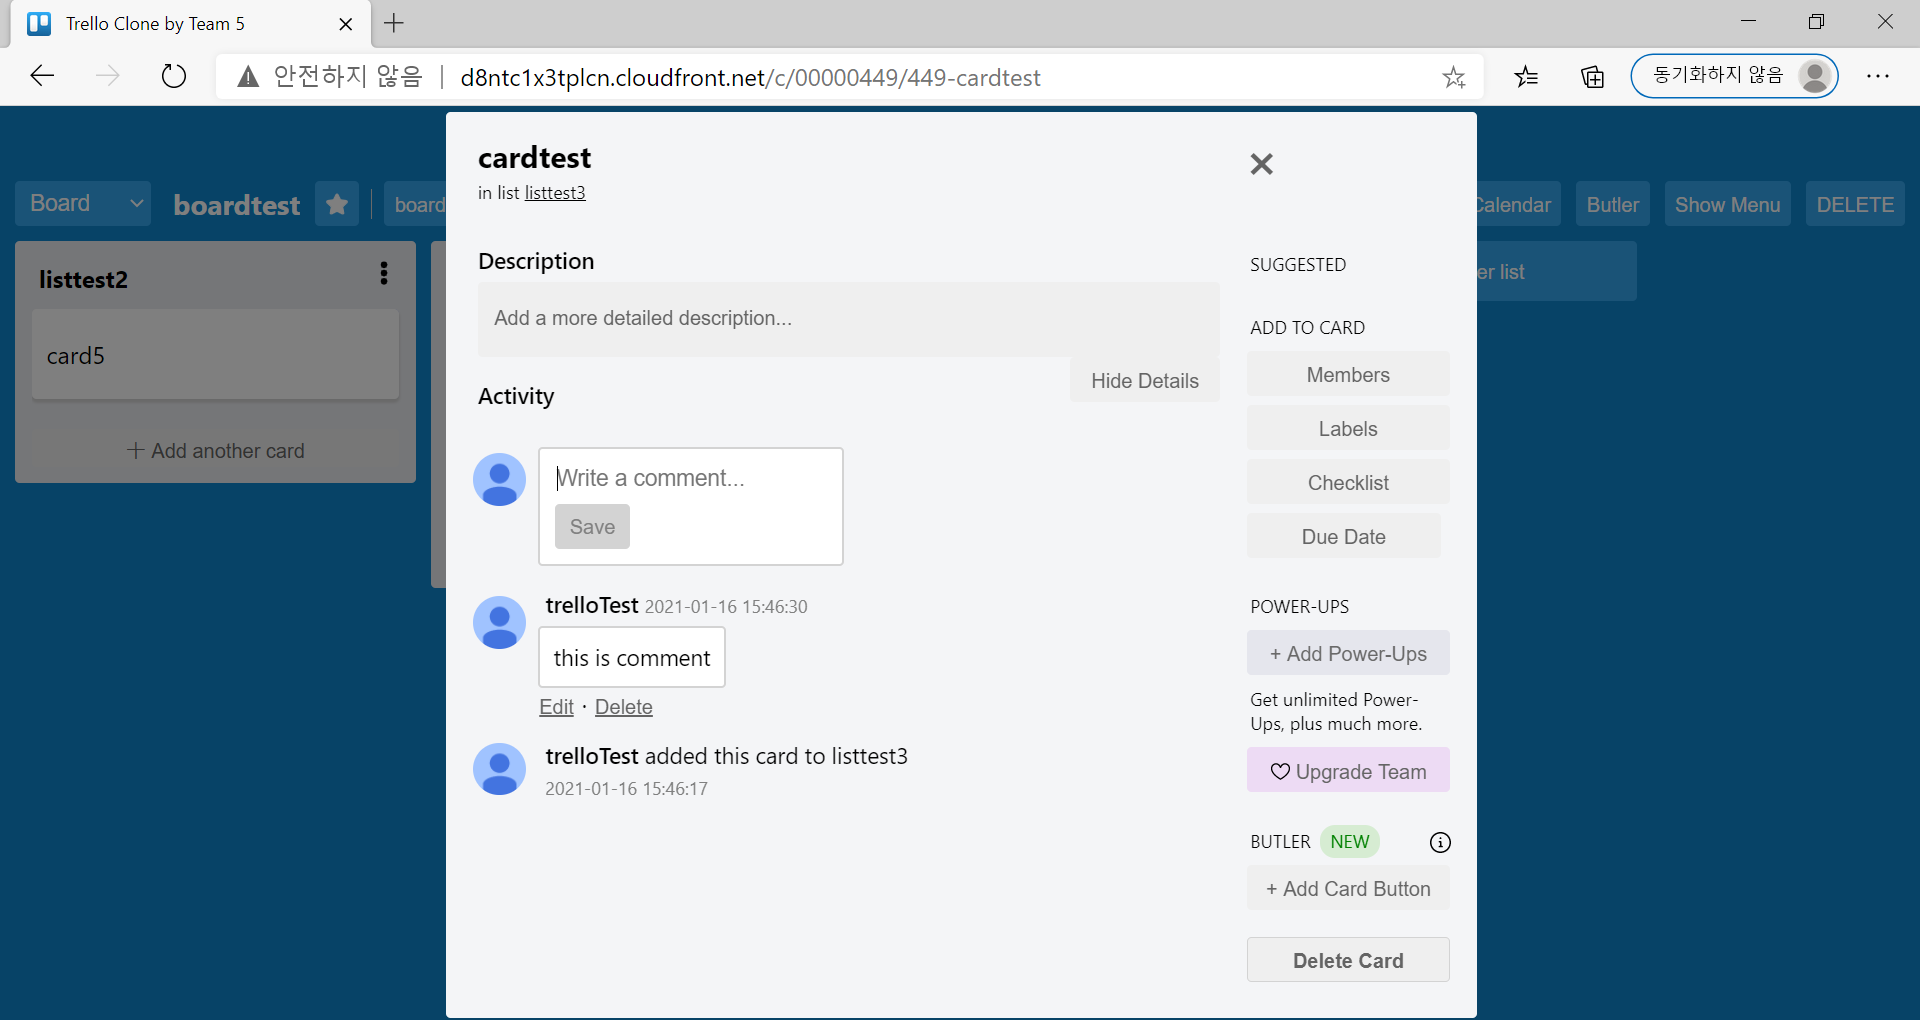 Trello Clone by Team 5
안전하지 않음 d8ntc1x3tplcn.cloudfront.net/c/00000449/449-cardtest
동기화하지 않음
Board
boardtest
board
Calendar
Butler
Show Menu
DELETE
listtest2
card5
+ Add another card
er list
cardtest
in list listtest3
Description
Add a more detailed description...
Hide Details
Activity
Write a comment...
Save
trelloTest 2021-01-16 15:46:30
this is comment
Edit · Delete
trelloTest added this card to listtest3
2021-01-16 15:46:17
SUGGESTED
ADD TO CARD
Members
Labels
Checklist
Due Date
POWER-UPS
+ Add Power-Ups
Get unlimited Power-
Ups, plus much more.
Upgrade Team
BUTLER NEW
+ Add Card Button
Delete Card